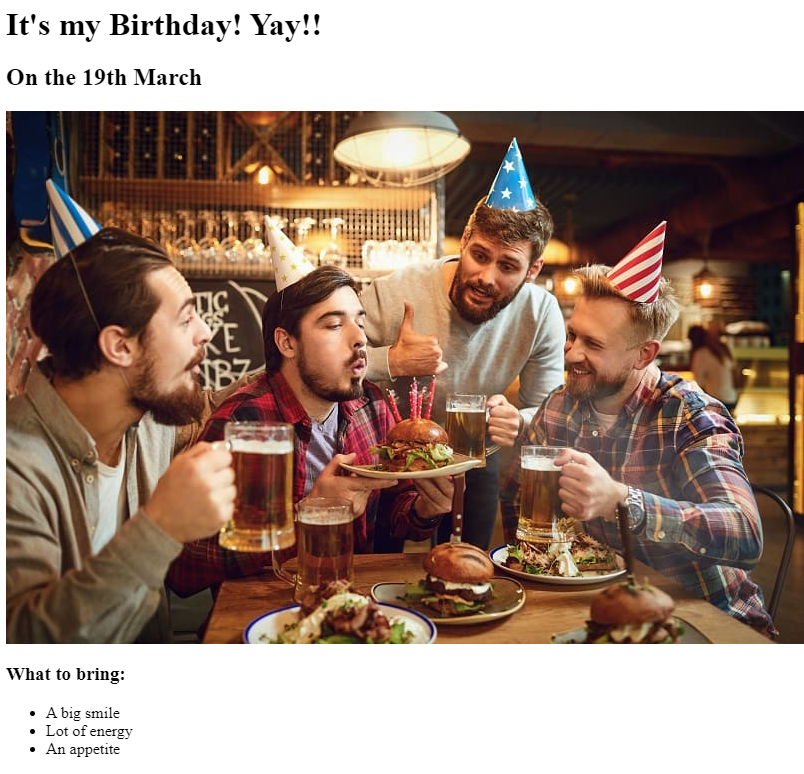 It's my Birthday! Yay!!
On the 19th March
TIC
KE
IBZ
What to bring:
A big smile
Lot of energy
An appetite